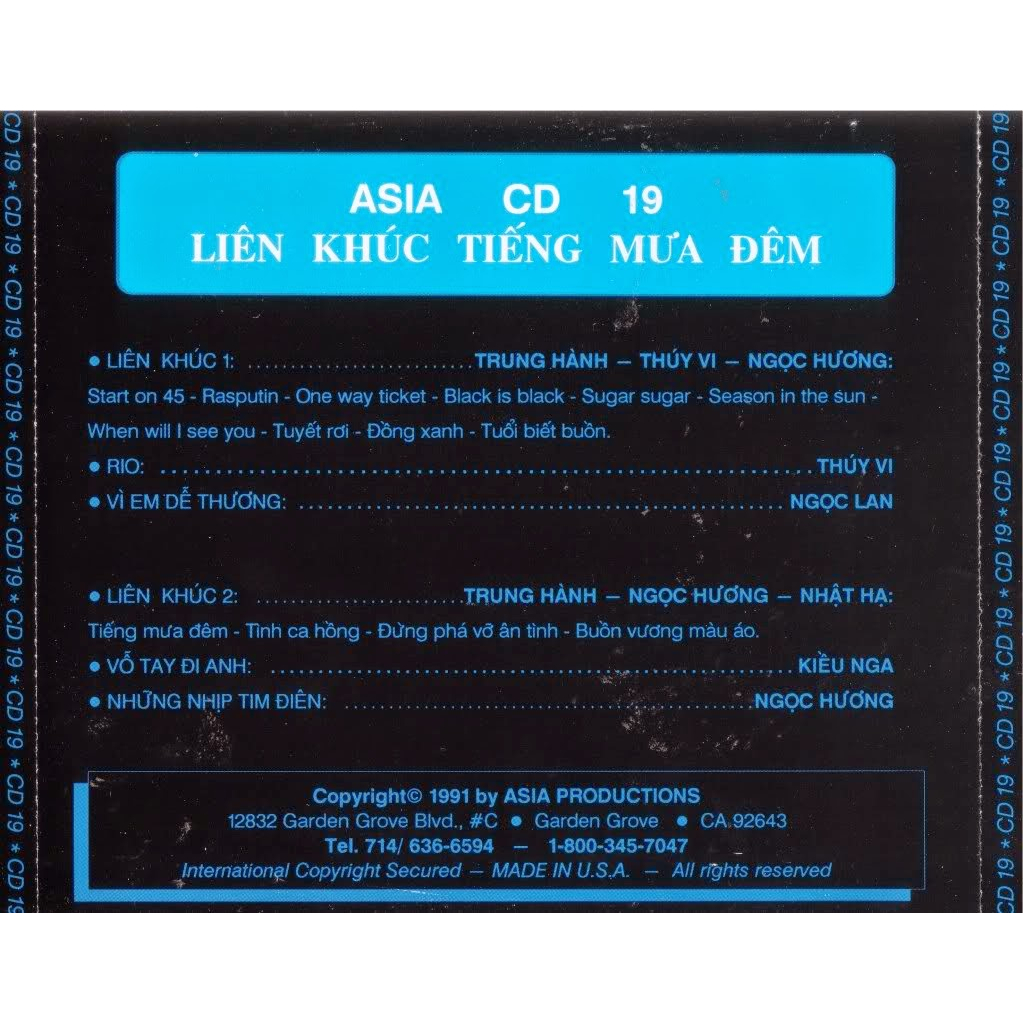 ASIA CD 19
LIÊN KHÚC TIẾNG MƯA ĐÊM
● LIÊN KHÚC 1: ........................ TRUNG HÀNH – THÚY VI – NGỌC HƯƠNG:
Start on 45 - Rasputin - One way ticket - Black is black - Sugar sugar - Season in the sun -
When will I see you - Tuyết rơi - Đồng xanh - Tuổi biết buồn.
● RIO: ........................ THÚY VI
● VÌ EM DỄ THƯƠNG: ........................ NGỌC LAN
● LIÊN KHÚC 2: ........................ TRUNG HÀNH – NGỌC HƯƠNG – NHẬT HẠ:
Tiếng mưa đêm - Tình ca hồng - Đừng phá vỡ ân tình - Buồn vương màu áo.
● VỖ TAY ĐI ANH: ........................ KIỀU NGA
● NHỮNG NHỊP TIM ĐIÊN: ........................ NGỌC HƯƠNG
Copyright© 1991 by ASIA PRODUCTIONS
12832 Garden Grove Blvd., #C ● Garden Grove ● CA 92643
Tel. 714/ 636-6594 – 1-800-345-7047
International Copyright Secured – MADE IN U.S.A. – All rights reserved
CD 19 * CD 19 * CD 19 * CD 19 * CD 19 * CD 19 * CD 19 * CD 19 * CD 19 * CD 19
CD 19 * CD 19 * CD 19 * CD 19 * CD 19 * CD 19 * CD 19 * CD 19 * CD 19 * CD 19